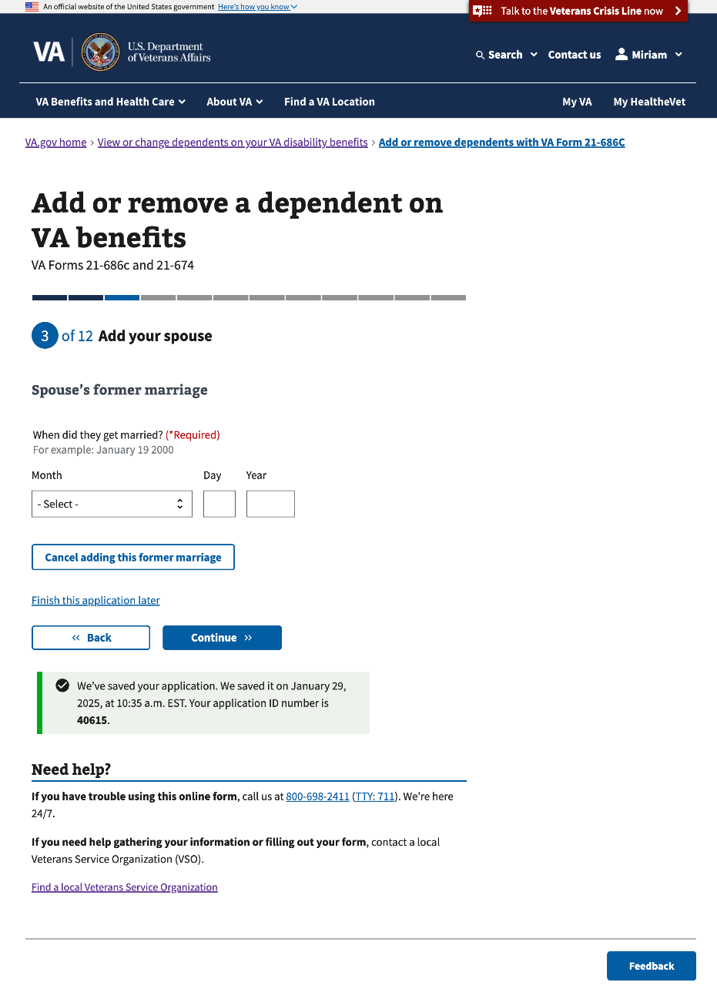 An official website of the United States government Here's how you know
Talk to the Veterans Crisis Line now
VA
U.S. Department
of Veterans Affairs
Search
Contact us
Miriam
VA Benefits and Health Care
About VA
Find a VA Location
My VA
My HealtheVet
VA.gov home › View or change dependents on your VA disability benefits › Add or remove dependents with VA Form 21-686C
Add or remove a dependent on
VA benefits
VA Forms 21-686c and 21-674
3 of 12 Add your spouse
Spouse’s former marriage
When did they get married? (*Required)
For example: January 19 2000
Month Day Year
- Select -
Cancel adding this former marriage
Finish this application later
« Back
Continue »
We’ve saved your application. We saved it on January 29,
2025, at 10:35 a.m. EST. Your application ID number is
40615.
Need help?
If you have trouble using this online form, call us at 800-698-2411 (TTY: 711). We’re here
24/7.
If you need help gathering your information or filling out your form, contact a local
Veterans Service Organization (VSO).
Find a local Veterans Service Organization
Feedback